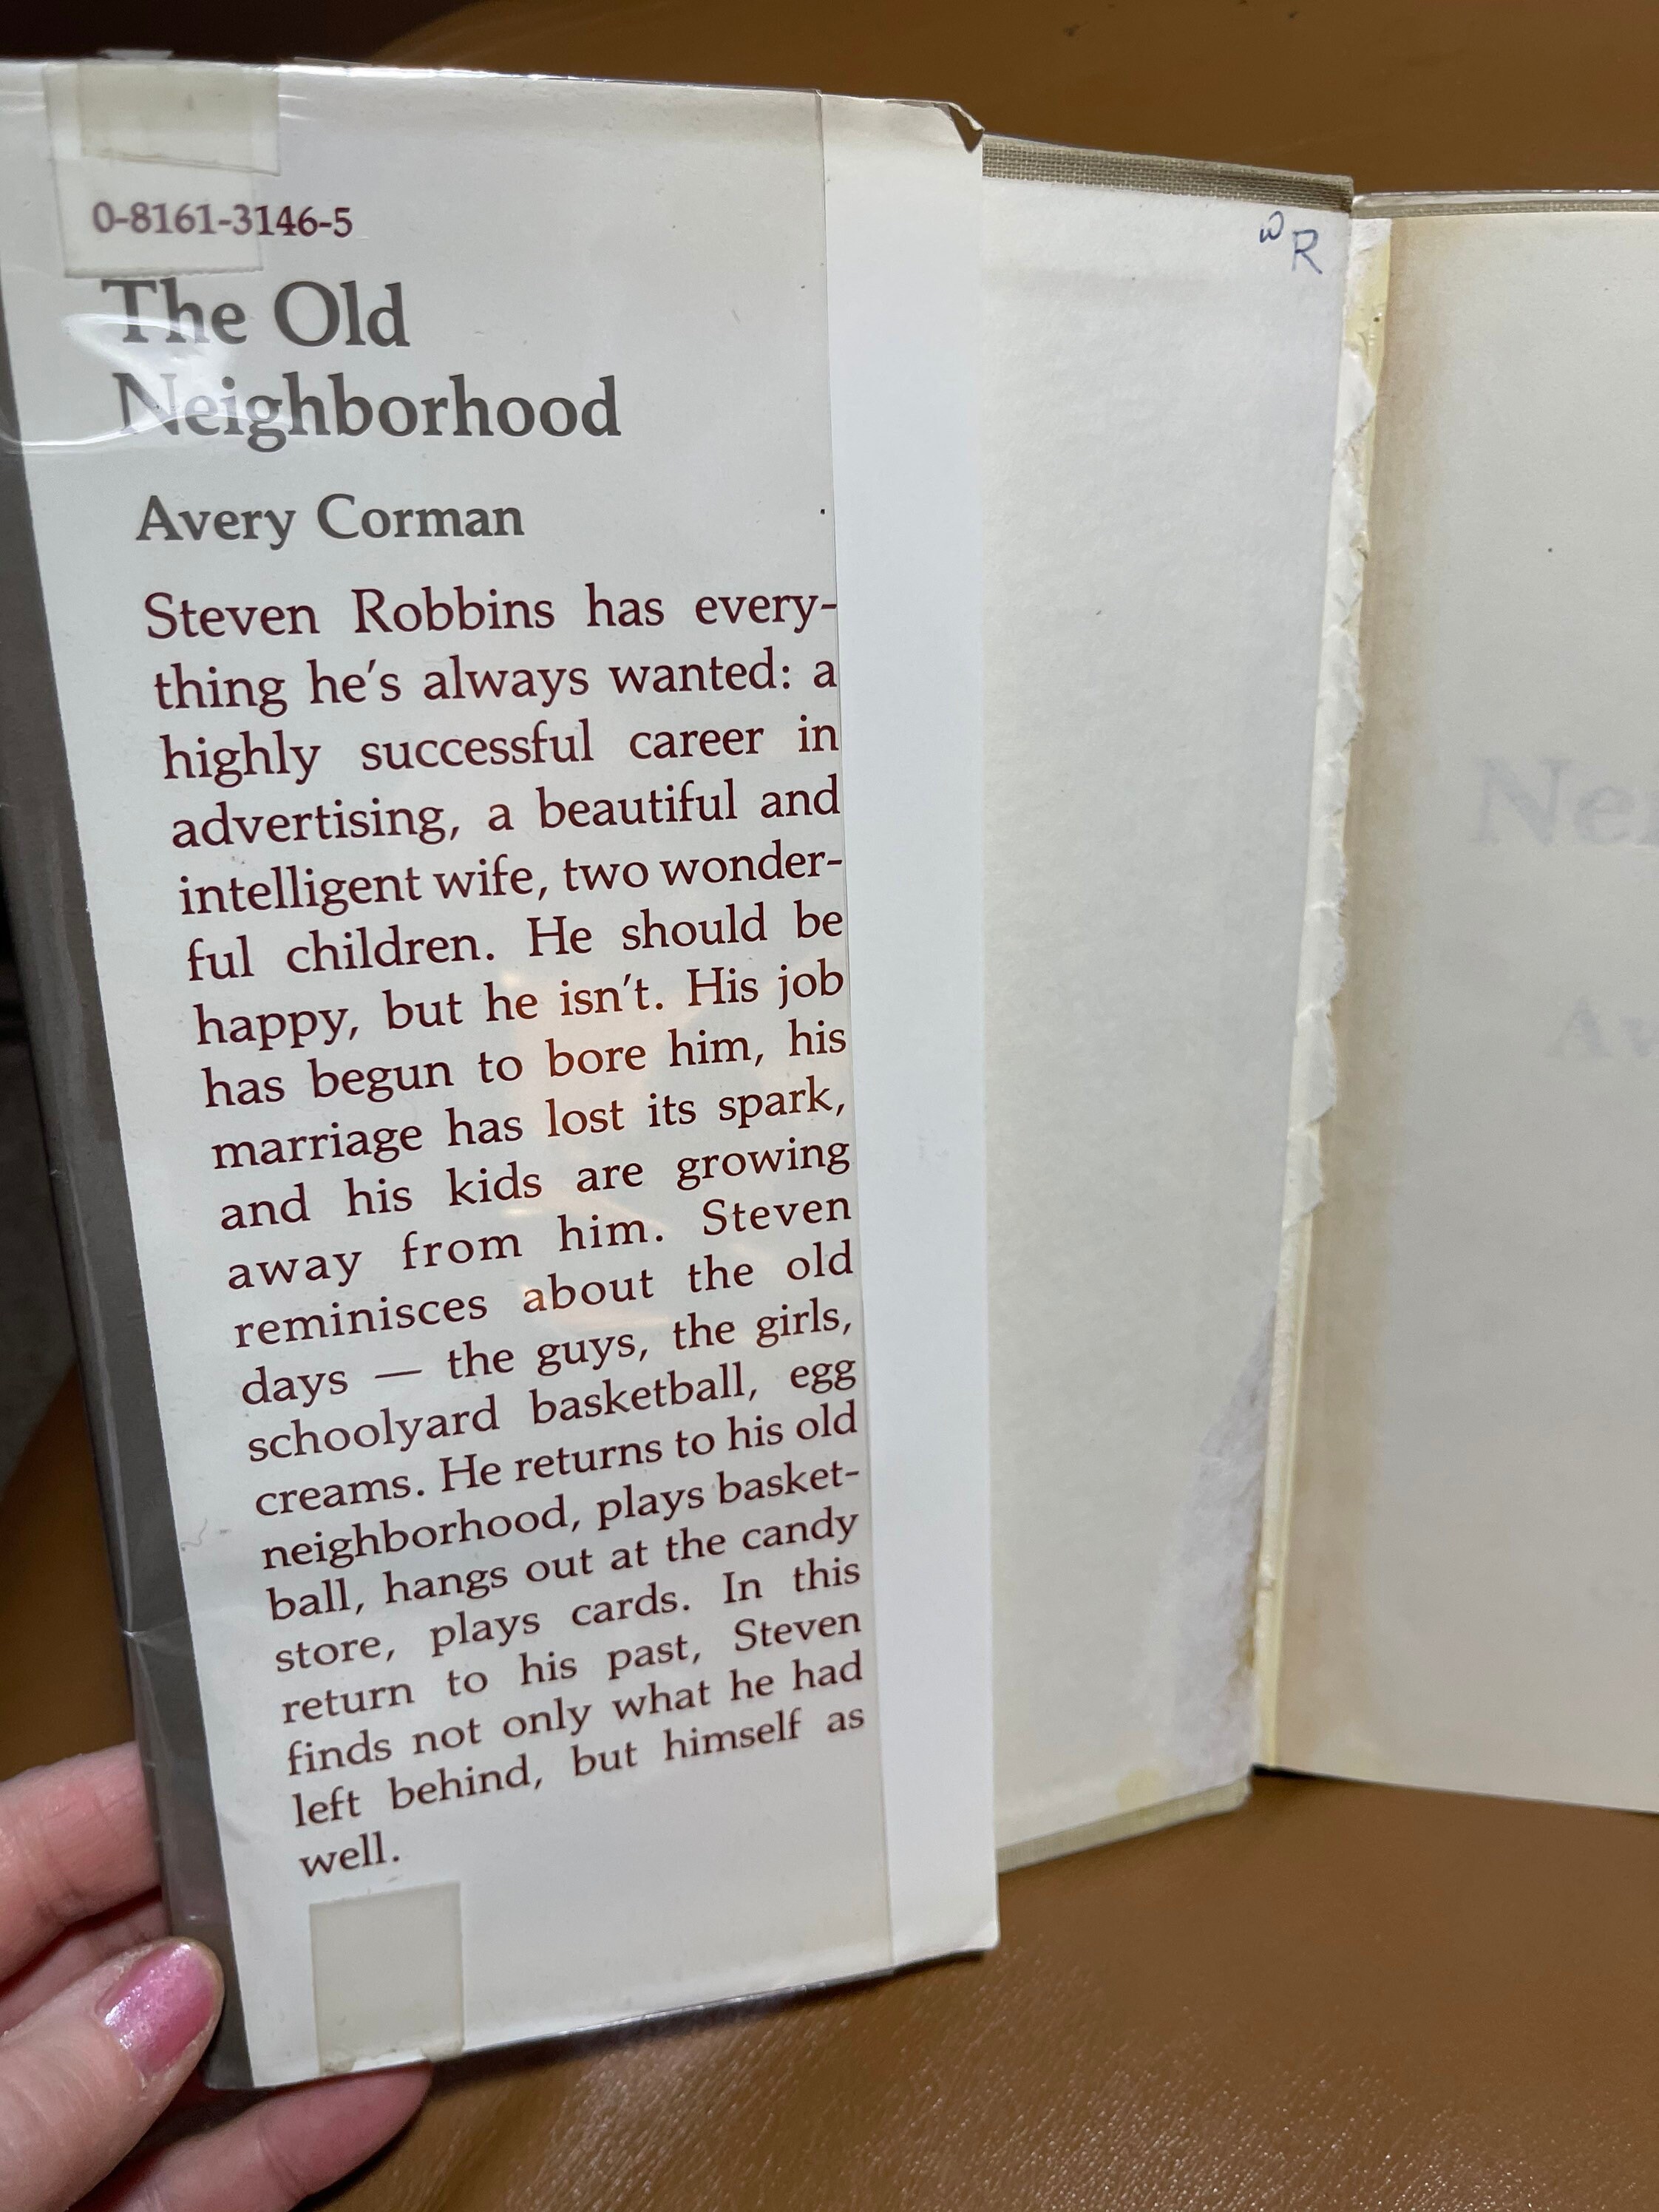 0-8161-3146-5
The Old
Neighborhood
Avery Corman
Steven Robbins has every-
thing he's always wanted: a
highly successful career in
advertising, a beautiful and
intelligent wife, two wonder-
ful children. He should be
happy, but he isn't. His job
has begun to bore him, his
marriage has lost its spark,
and his kids are growing
away from him. Steven
reminisces about the old
days — the guys, the girls,
schoolyard basketball, egg
creams. He returns to his old
neighborhood, plays basket-
ball, hangs out at the candy
store, plays cards. In this
return to his past, Steven
finds not only what he had
left behind, but himself as
well.
R